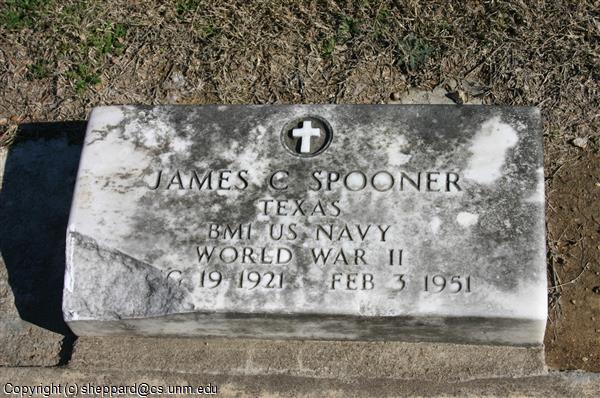 JAMES C SPOONER
TEXAS
BM1 US NAVY
WORLD WAR II
G 19 1921 FEB 3 1951
Copyright (c) sheppard@cs.unm.edu